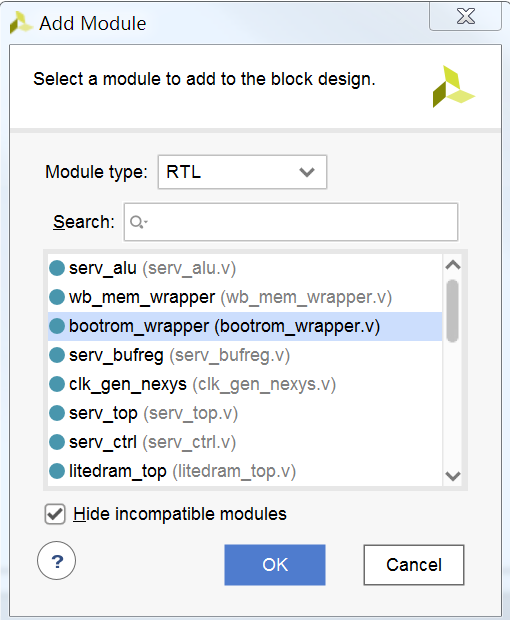 Add Module
Select a module to add to the block design.
Module type: RTL
Search:
serv_alu (serv_alu.v)
wb_mem_wrapper (wb_mem_wrapper.v)
bootrom_wrapper (bootrom_wrapper.v)
serv_bufreg (serv_bufreg.v)
clk_gen_nexys (clk_gen_nexys.v)
serv_top (serv_top.v)
serv_ctrl (serv_ctrl.v)
litedram_top (litedram_top.v)
Hide incompatible modules
? OK Cancel